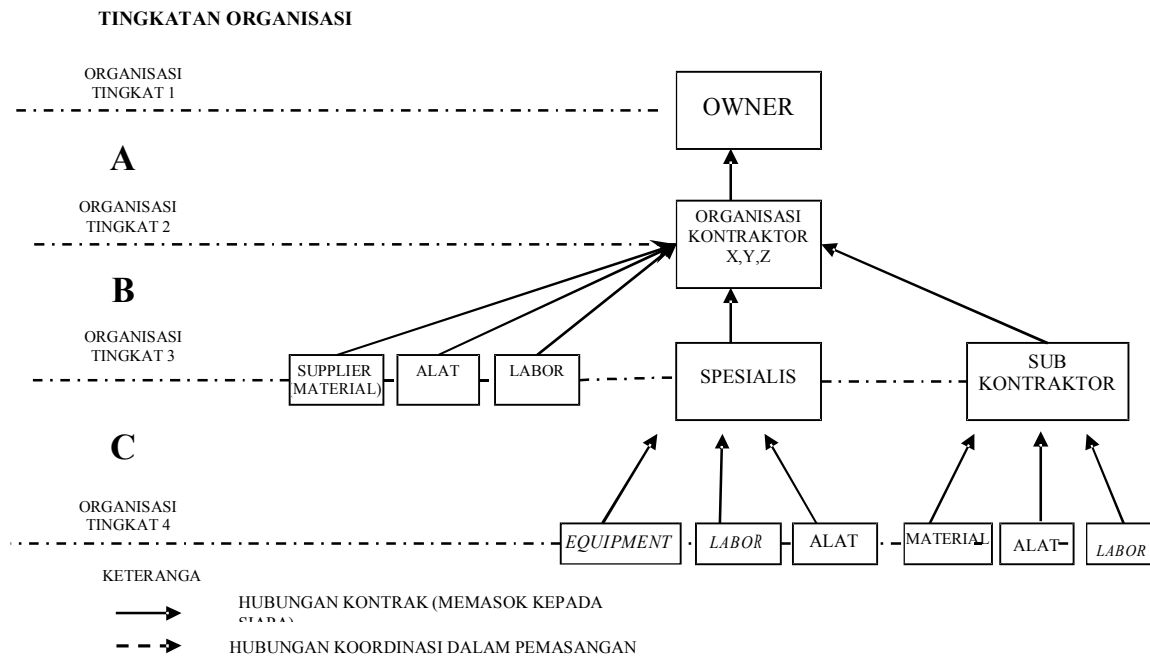 TINGKATAN ORGANISASI
ORGANISASI
TINGKAT 1
OWNER
A
ORGANISASI
TINGKAT 2
ORGANISASI
KONTRAKTOR
X,Y,Z
B
ORGANISASI
TINGKAT 3
SUPPLIER
(MATERIAL)
ALAT
LABOR
SPESIALIS
SUB
KONTRAKTOR
C
ORGANISASI
TINGKAT 4
EQUIPMENT
LABOR
ALAT
MATERIAL
ALAT
LABOR
KETERANGA
HUBUNGAN KONTRAK (MEMASOK KEPADA
SIAPA)
HUBUNGAN KOORDINASI DALAM PEMASANGAN